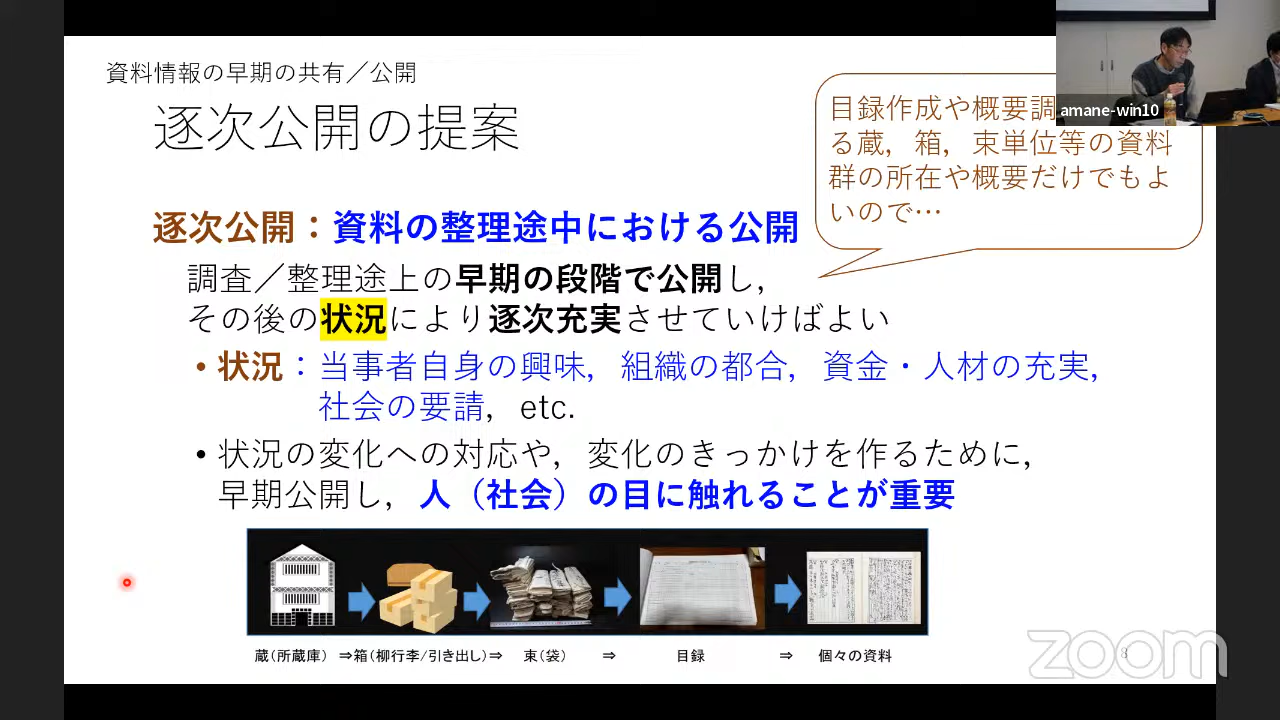 資料情報の早期の共有／公開
逐次公開の提案
目録作成や概要調
る蔵，箱，束単位等の資料
群の所在や概要だけでもよ
いので…
amane-win10
逐次公開：資料の整理途中における公開
調査／整理途上の早期の段階で公開し，
その後の状況により逐次充実させていけばよい
• 状況：当事者自身の興味，組織の都合，資金・人材の充実，
社会の要請，etc.
• 状況の変化への対応や，変化のきっかけを作るために，
早期公開し，人（社会）の目に触れることが重要
蔵（所蔵庫）⇒箱（柳行李/引き出し）⇒ 束（袋） ⇒ 目録 ⇒ 個々の資料
8
zoom